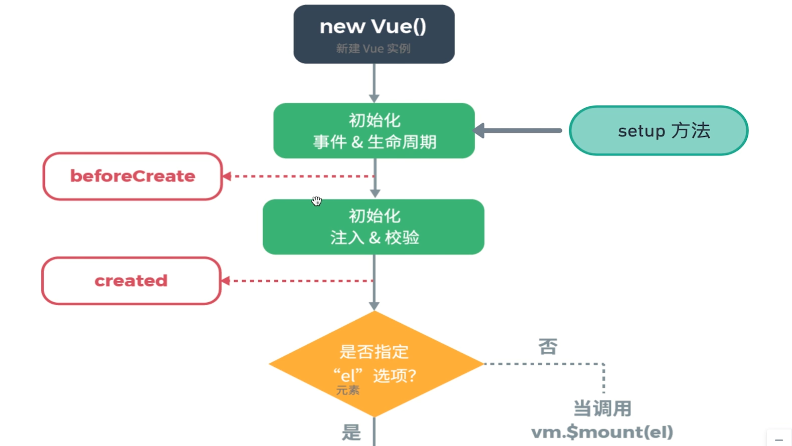 new Vue()
新建 Vue 实例
初始化
事件 & 生命周期
setup 方法
beforeCreate
初始化
注入 & 校验
created
是否指定
“el”选项?
元素
否
是
当调用
vm.$mount(el)